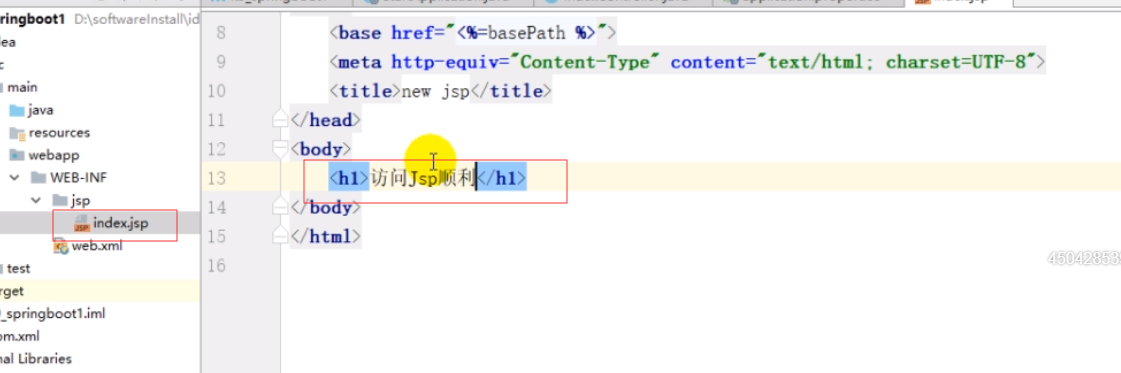 ringboot1 D:\softwareInstall\id
main
java
resources
webapp
WEB-INF
jsp
index.jsp
web.xml
test
rget
_springboot1.iml
om.xml
nal Libraries
8 <base href="<%=basePath %>">
9 <meta http-equiv="Content-Type" content="text/html; charset=UTF-8">
10 <title>new jsp</title>
11 </head>
12 <body>
13 <h1>访问Jsp顺利</h1>
14 </body>
15 </html>
16
450428539